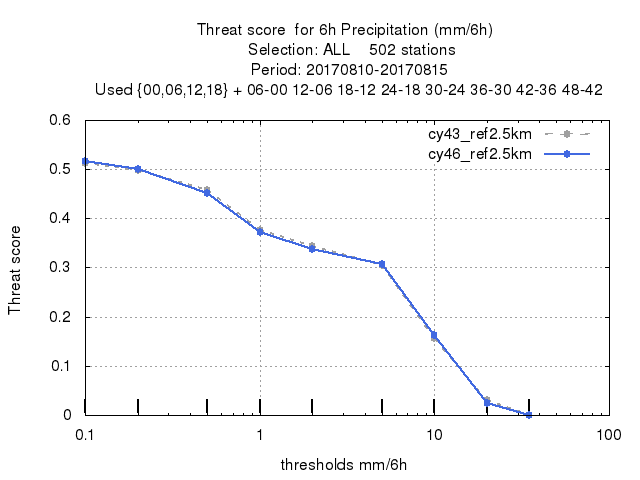 Threat score  for 6h Precipitation (mm/6h)
Selection: ALL    502 stations
Period: 20170810-20170815
Used {00,06,12,18} + 06-00 12-06 18-12 24-18 30-24 36-30 42-36 48-42
cy43_ref2.5km
cy46_ref2.5km
0.6
0.5
0.4
0.3
0.2
0.1
0
Threat score
0.1 1 10 100
thresholds mm/6h